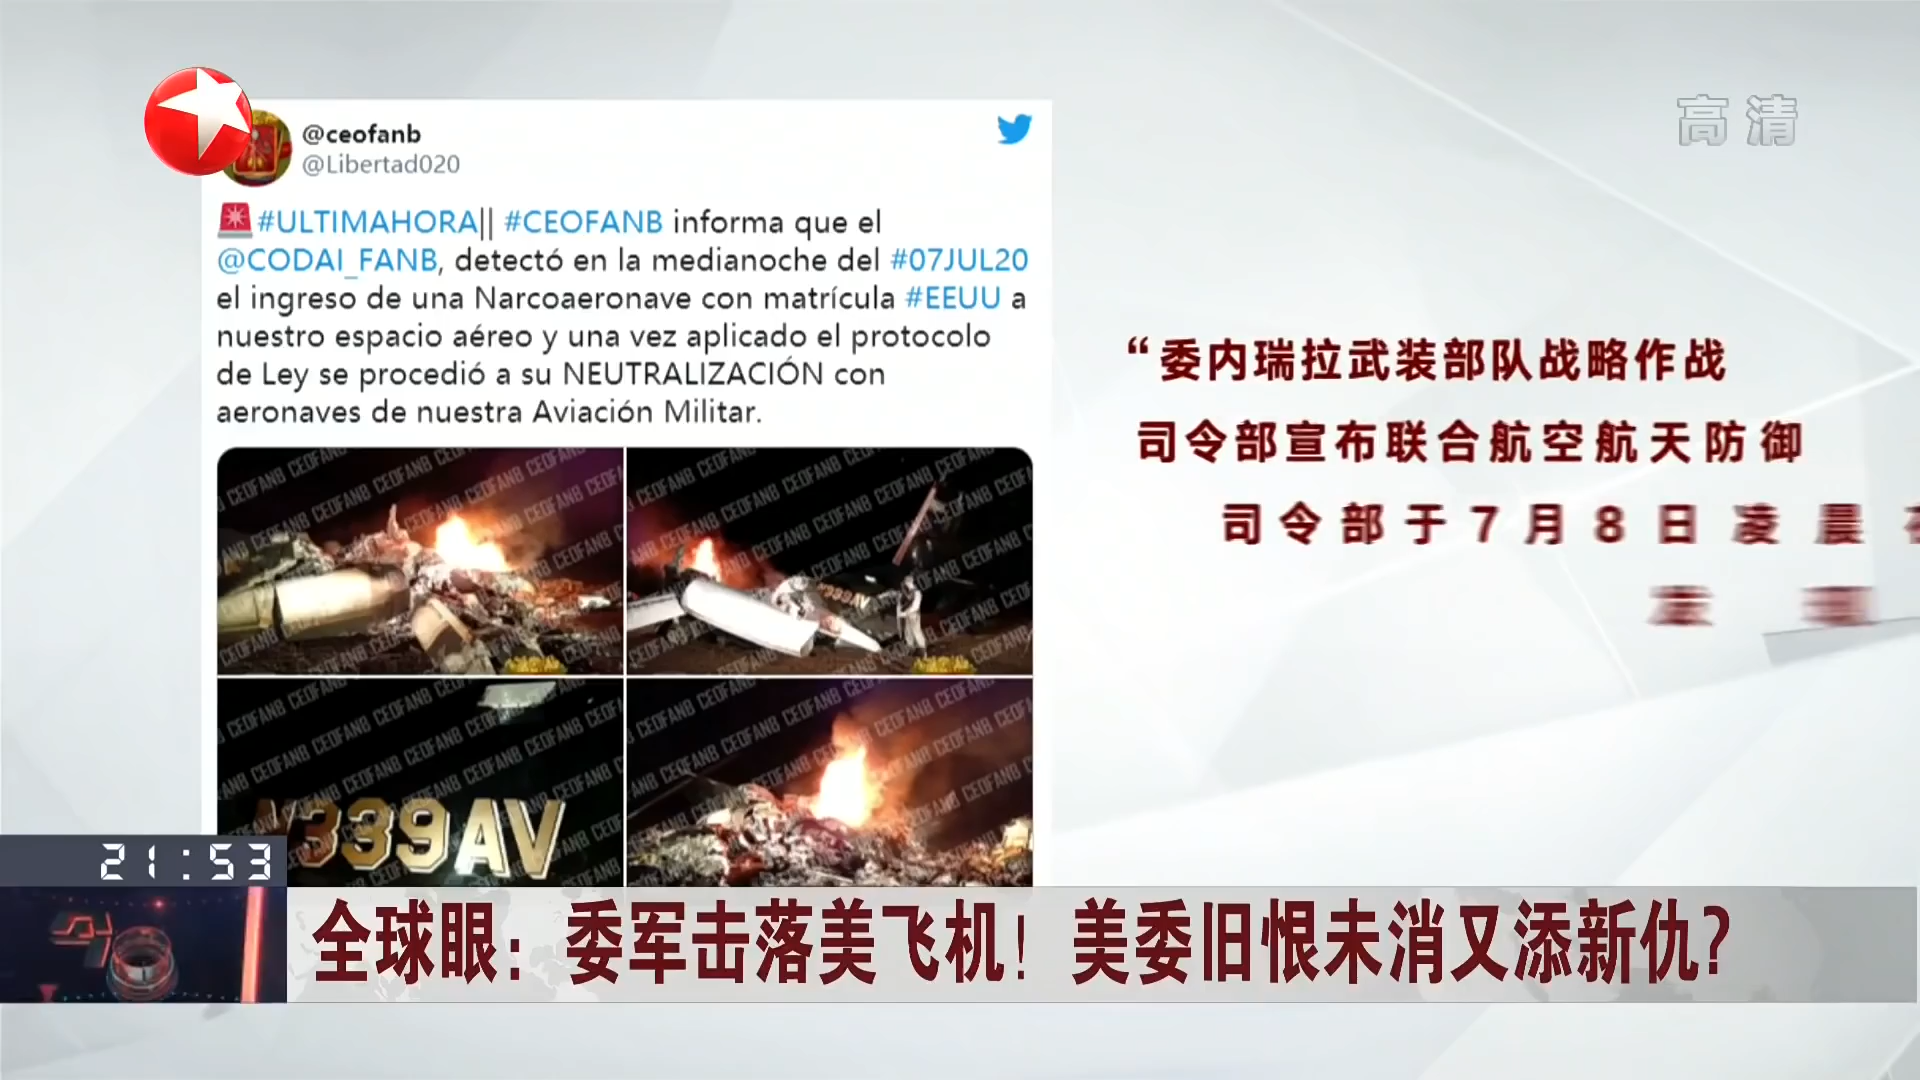 高清
@ceofanb
@Libertad020
#ULTIMAHORA|| #CEOFANB informa que el
@CODAI_FANB, detectó en la medianoche del #07JUL20
el ingreso de una Narcoaeronave con matrícula #EEUU a
nuestro espacio aéreo y una vez aplicado el protocolo
de Ley se procedió a su NEUTRALIZACIÓN con
aeronaves de nuestra Aviación Militar.
CEOFANB
339AV
339AV
“委内瑞拉武装部队战略作战
司令部宣布联合航空航天防御
司令部于7月8日凌晨
21:53
全球眼：委军击落美飞机！美委旧恨未消又添新仇？